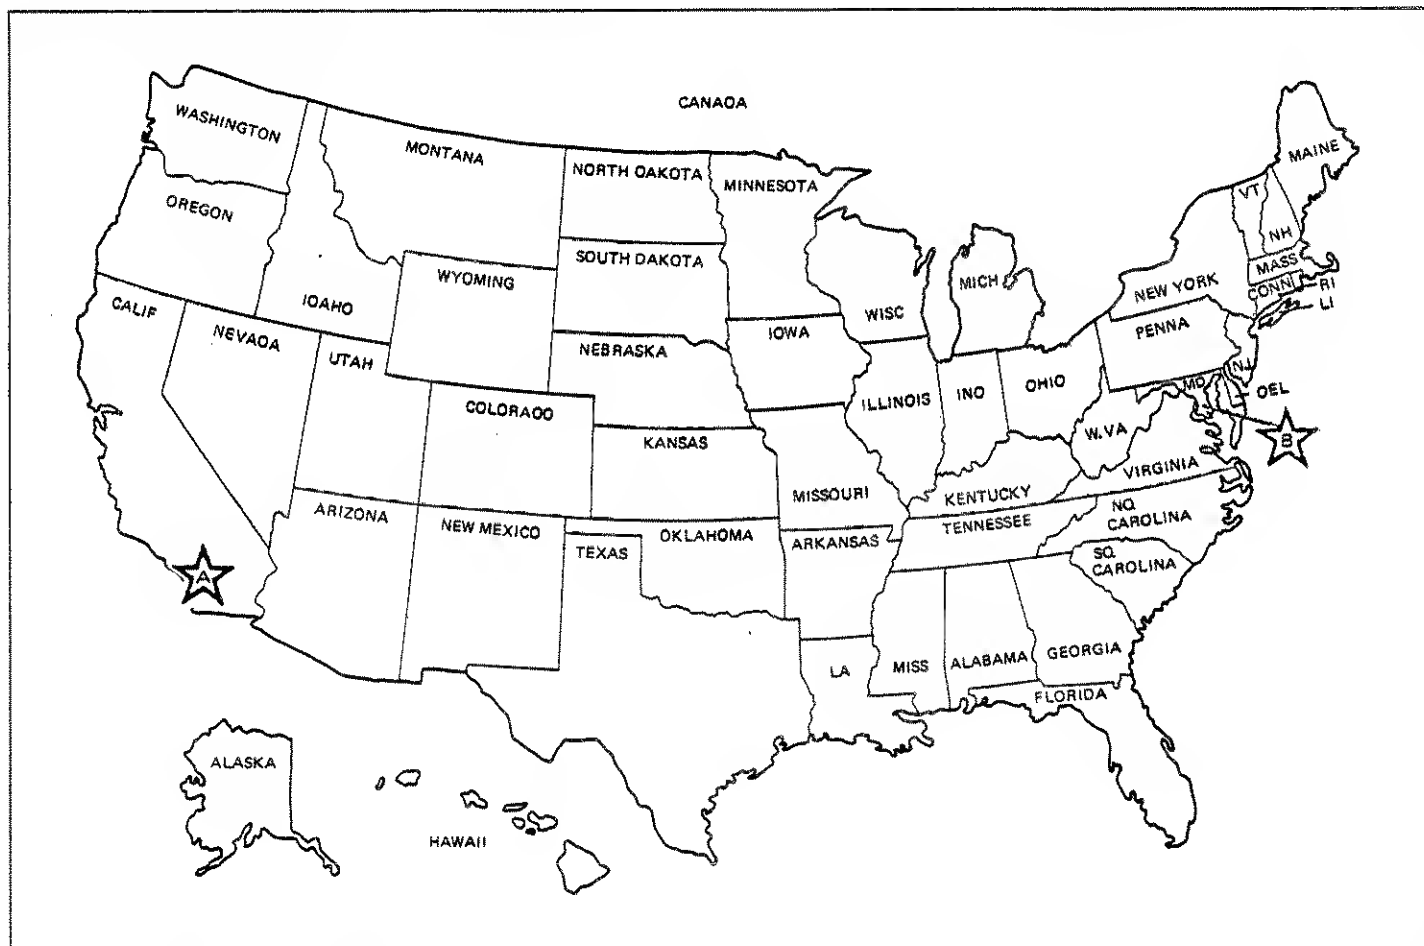 CANAOA
WASHINGTON
MONTANA
NORTH OAKOTA
MINNESOTA
MAINE
VT
OREGON
NH
SOUTH DAKOTA
MASS
WYOMING
MICH
NEW YORK
CONN
RI
LI
CALIF
IOAHO
WISC
NEVAOA
IOWA
PENNA
UTAH
NEBRASKA
NJ
MO
OEL
COLORAOO
ILLINOIS
INO
OHIO
W.VA
B
KANSAS
VIRGINIA
MISSOURI
KENTUCKY
ARIZONA
NEW MEXICO
TENNESSEE
NO.
CAROLINA
TEXAS
OKLAHOMA
ARKANSAS
SO.
CAROLINA
A
LA
MISS
ALABAMA
GEORGIA
FLORIDA
ALASKA
HAWAII